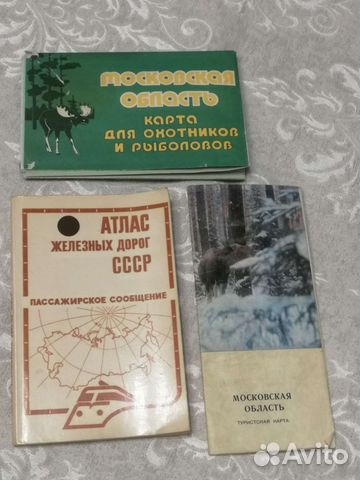 МОСКОВСКАЯ
ОБЛАСТЬ
КАРТА
ДЛЯ ОХОТНИКОВ
И РЫБОЛОВОВ
АТЛАС
ЖЕЛЕЗНЫХ ДОРОГ
СССР
ПАССАЖИРСКОЕ СООБЩЕНИЕ
МОСКОВСКАЯ
ОБЛАСТЬ
ТУРИСТСКАЯ КАРТА
Avito